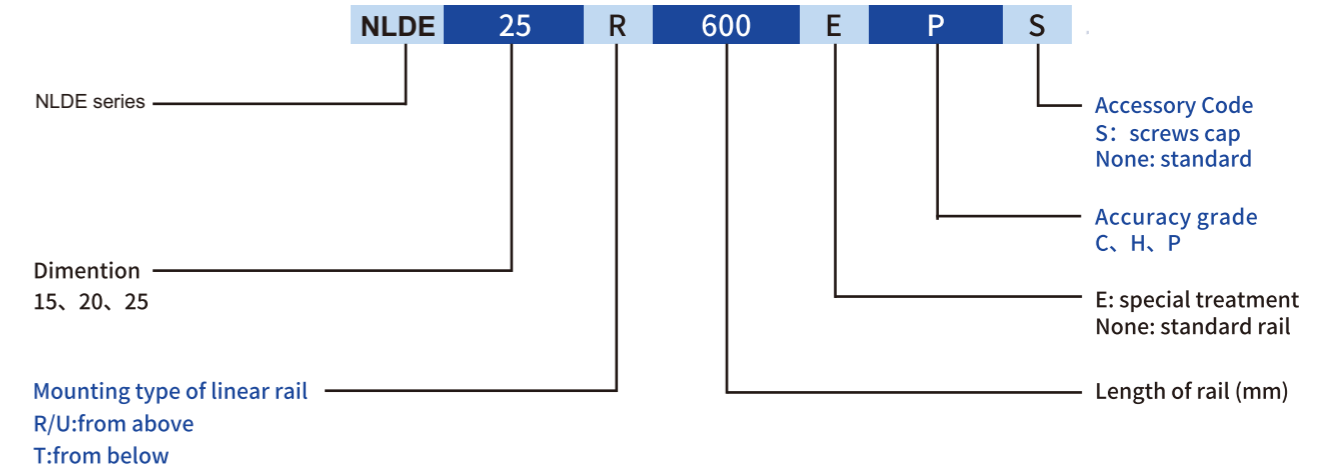 NLDE 25 R 600 E P S
NLDE series
Accessory Code
S：screws cap
None: standard
Accuracy grade
C、H、P
Dimention
15、20、25
E: special treatment
None: standard rail
Mounting type of linear rail
R/U:from above
T:from below
Length of rail (mm)